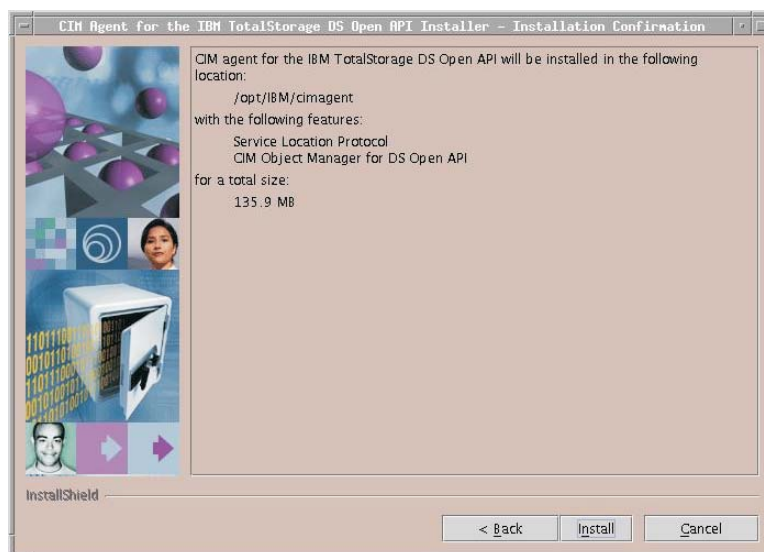 CIM Agent for the IBM TotalStorage DS Open API Installer - Installation Confirmation
CIM agent for the IBM TotalStorage DS Open API will be installed in the following
location:
/opt/IBM/cimagent
with the following features:
Service Location Protocol
CIM Object Manager for DS Open API
for a total size:
135.9 MB
InstallShield
< Back
Install
Cancel